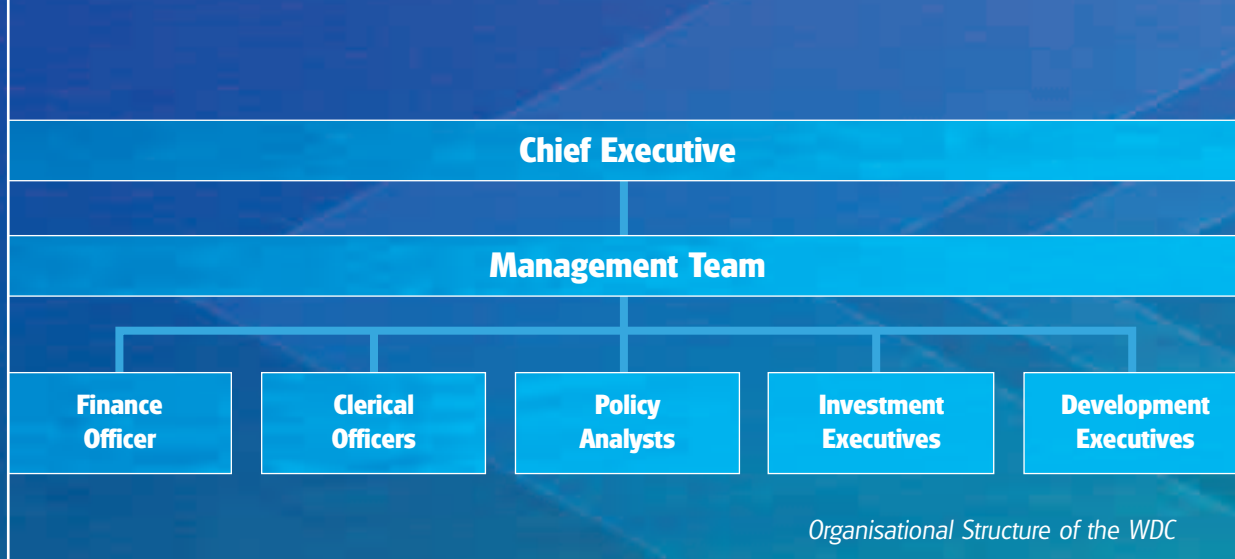 Chief Executive
Management Team
Finance
Officer
Clerical
Officers
Policy
Analysts
Investment
Executives
Development
Executives
Organisational Structure of the WDC